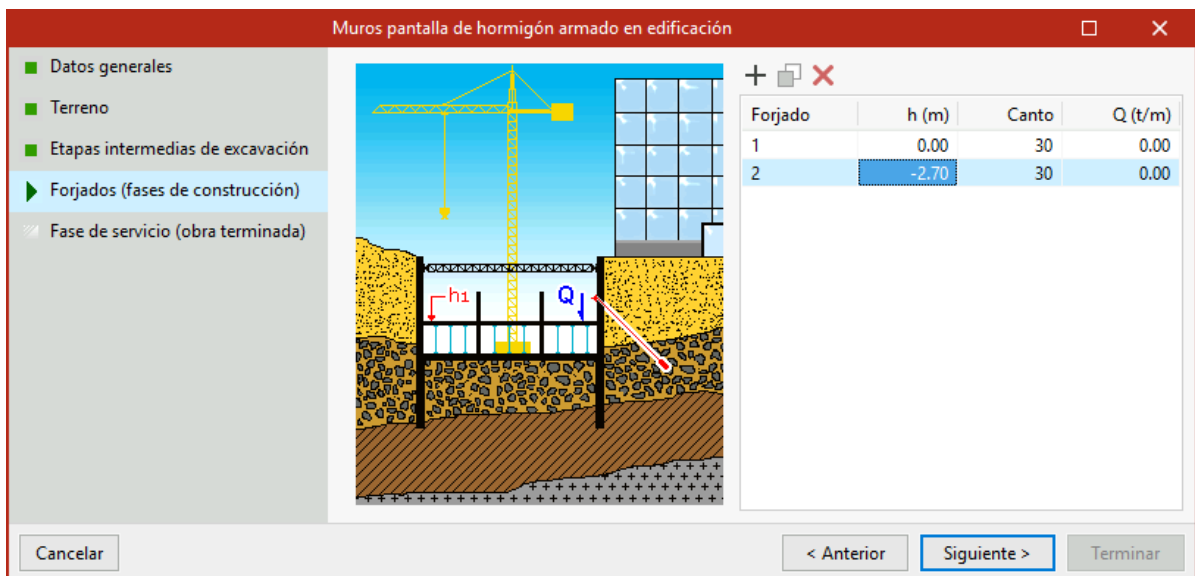 Muros pantalla de hormigón armado en edificación
Datos generales
Terreno
Etapas intermedias de excavación
Forjados (fases de construcción)
Fase de servicio (obra terminada)
h1
Q
Forjado h (m) Canto Q (t/m)
1 0.00 30 0.00
2 -2.70 30 0.00
Cancelar < Anterior Siguiente > Terminar